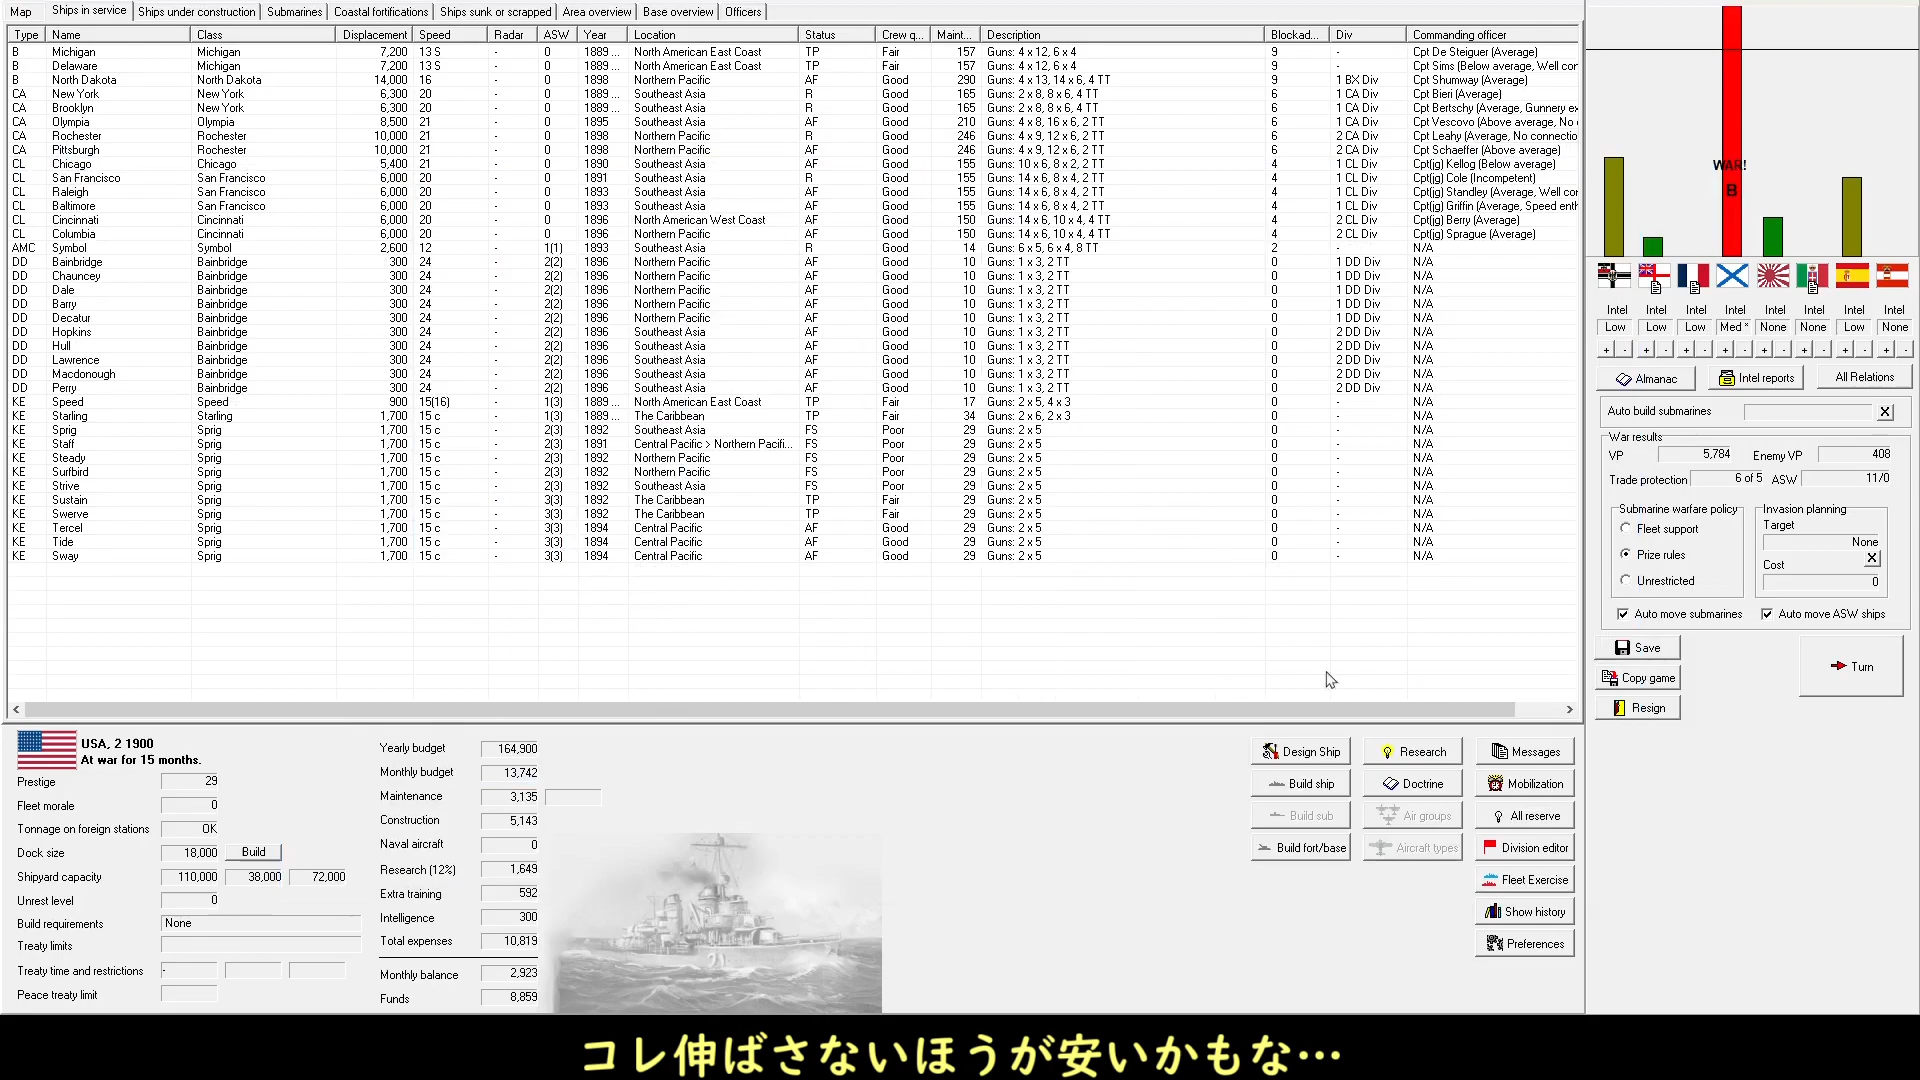 Map Ships in service Ships under construction Submarines Coastal fortifications Ships sunk or scrapped Area overview Base overview Officers
Type Name Class Displacement Speed Radar ASW Year Location Status Crew q... Maint... Description Blockad... Div Commanding officer
B Michigan Michigan 7,200 13 S - 0 1889 ... North American East Coast TP Fair 157 Guns: 4 x 12, 6 x 4 9 - Cpt De Steiguer (Average)
B Delaware Michigan 7,200 13 S - 0 1889 ... North American East Coast TP Fair 157 Guns: 4 x 12, 6 x 4 9 - Cpt Sims (Below average, Well con
B North Dakota North Dakota 14,000 16 - 0 1898 Northern Pacific AF Good 290 Guns: 4 x 13, 14 x 6, 4 TT 9 1 BX Div Cpt Shumway (Average)
CA New York New York 6,300 20 - 0 1889 ... Southeast Asia R Good 165 Guns: 2 x 8, 8 x 6, 4 TT 6 1 CA Div Cpt Bieri (Average)
CA Brooklyn New York 6,300 20 - 0 1889 ... Southeast Asia R Good 165 Guns: 2 x 8, 8 x 6, 4 TT 6 1 CA Div Cpt Bertschy (Average, Gunnery ex
CA Olympia Olympia 8,500 21 - 0 1895 Southeast Asia AF Good 210 Guns: 4 x 8, 16 x 6, 2 TT 6 1 CA Div Cpt Vescovo (Above average, No
CA Rochester Rochester 10,000 21 - 0 1898 Northern Pacific R Good 246 Guns: 4 x 9, 12 x 6, 2 TT 6 2 CA Div Cpt Leahy (Average, No connectio
CA Pittsburgh Rochester 10,000 21 - 0 1898 Northern Pacific AF Good 246 Guns: 4 x 9, 12 x 6, 2 TT 6 2 CA Div Cpt Schaeffer (Above average)
CL Chicago Chicago 5,400 21 - 0 1890 Southeast Asia AF Good 155 Guns: 10 x 6, 8 x 2, 2 TT 4 1 CL Div Cpt(jg) Kellog (Below average)
CL San Francisco San Francisco 6,000 20 - 0 1891 Southeast Asia R Good 155 Guns: 14 x 6, 8 x 4, 2 TT 4 1 CL Div Cpt(jg) Cole (Incompetent)
CL Raleigh San Francisco 6,000 20 - 0 1893 Southeast Asia AF Good 155 Guns: 14 x 6, 8 x 4, 2 TT 4 1 CL Div Cpt(jg) Standley (Average, Well con
CL Baltimore San Francisco 6,000 20 - 0 1893 Southeast Asia AF Good 155 Guns: 14 x 6, 8 x 4, 2 TT 4 1 CL Div Cpt(jg) Griffin (Average, Speed enth
CL Cincinnati Cincinnati 6,000 20 - 0 1896 North American West Coast AF Good 150 Guns: 14 x 6, 10 x 4, 4 TT 4 2 CL Div Cpt(jg) Berry (Average)
CL Columbia Cincinnati 6,000 20 - 0 1896 Northern Pacific AF Good 150 Guns: 14 x 6, 10 x 4, 4 TT 4 2 CL Div Cpt(jg) Sprague (Average)
AMC Symbol Symbol 2,600 12 - 1(1) 1893 Southeast Asia R Good 14 Guns: 6 x 5, 6 x 4, 8 TT 2 - N/A
DD Bainbridge Bainbridge 300 24 - 2(2) 1896 Northern Pacific AF Good 10 Guns: 1 x 3, 2 TT 0 1 DD Div N/A
DD Chauncey Bainbridge 300 24 - 2(2) 1896 Northern Pacific AF Good 10 Guns: 1 x 3, 2 TT 0 1 DD Div N/A
DD Dale Bainbridge 300 24 - 2(2) 1896 Northern Pacific AF Good 10 Guns: 1 x 3, 2 TT 0 1 DD Div N/A
DD Barry Bainbridge 300 24 - 2(2) 1896 Northern Pacific AF Good 10 Guns: 1 x 3, 2 TT 0 1 DD Div N/A
DD Decatur Bainbridge 300 24 - 2(2) 1896 Northern Pacific AF Good 10 Guns: 1 x 3, 2 TT 0 1 DD Div N/A
DD Hopkins Bainbridge 300 24 - 2(2) 1896 Southeast Asia AF Good 10 Guns: 1 x 3, 2 TT 0 2 DD Div N/A
DD Hull Bainbridge 300 24 - 2(2) 1896 Southeast Asia AF Good 10 Guns: 1 x 3, 2 TT 0 2 DD Div N/A
DD Lawrence Bainbridge 300 24 - 2(2) 1896 Southeast Asia AF Good 10 Guns: 1 x 3, 2 TT 0 2 DD Div N/A
DD Macdonough Bainbridge 300 24 - 2(2) 1896 Southeast Asia AF Good 10 Guns: 1 x 3, 2 TT 0 2 DD Div N/A
DD Perry Bainbridge 300 24 - 2(2) 1896 Southeast Asia AF Good 10 Guns: 1 x 3, 2 TT 0 2 DD Div N/A
KE Speed Speed 900 15(16) - 1(3) 1889 ... North American East Coast TP Fair 17 Guns: 2 x 5, 4 x 3 0 - N/A
KE Starling Starling 1,700 15 c - 1(3) 1889 ... The Caribbean TP Fair 34 Guns: 2 x 6, 2 x 3 0 - N/A
KE Sprig Sprig 1,700 15 c - 2(3) 1892 Southeast Asia FS Poor 29 Guns: 2 x 5 0 - N/A
KE Staff Sprig 1,700 15 c - 2(3) 1891 Central Pacific > Northern Pacifi... FS Poor 29 Guns: 2 x 5 0 - N/A
KE Steady Sprig 1,700 15 c - 2(3) 1892 Northern Pacific FS Poor 29 Guns: 2 x 5 0 - N/A
KE Surfbird Sprig 1,700 15 c - 2(3) 1892 Northern Pacific FS Poor 29 Guns: 2 x 5 0 - N/A
KE Strive Sprig 1,700 15 c - 2(3) 1892 Southeast Asia FS Poor 29 Guns: 2 x 5 0 - N/A
KE Sustain Sprig 1,700 15 c - 3(3) 1892 The Caribbean TP Fair 29 Guns: 2 x 5 0 - N/A
KE Swerve Sprig 1,700 15 c - 3(3) 1892 The Caribbean TP Fair 29 Guns: 2 x 5 0 - N/A
KE Tercel Sprig 1,700 15 c - 3(3) 1894 Central Pacific AF Good 29 Guns: 2 x 5 0 - N/A
KE Tide Sprig 1,700 15 c - 3(3) 1894 Central Pacific AF Good 29 Guns: 2 x 5 0 - N/A
KE Sway Sprig 1,700 15 c - 3(3) 1894 Central Pacific AF Good 29 Guns: 2 x 5 0 - N/A
WAR!
B
Intel Intel Intel Intel Intel Intel Intel Intel
Low Low Low Med * None None Low None
+ - + - + - + - + - + - + - + -
Almanac Intel reports All Relations
Auto build submarines X
War results
VP 5,784 Enemy VP 408
Trade protection 6 of 5 ASW 11/0
Submarine warfare policy
Fleet support
Prize rules
Unrestricted
Invasion planning
Target
None
Cost X
0
Auto move submarines Auto move ASW ships
Save
Copy game
Resign
Turn
USA, 2 1900
At war for 15 months.
Prestige 29
Fleet morale 0
Tonnage on foreign stations OK
Dock size 18,000 Build
Shipyard capacity 110,000 38,000 72,000
Unrest level 0
Build requirements None
Treaty limits
Treaty time and restrictions -
Peace treaty limit
Yearly budget 164,900
Monthly budget 13,742
Maintenance 3,135
Construction 5,143
Naval aircraft 0
Research (12%) 1,649
Extra training 592
Intelligence 300
Total expenses 10,819
Monthly balance 2,923
Funds 8,859
Design Ship Research Messages
Build ship Doctrine Mobilization
Build sub Air groups All reserve
Build fort/base Aircraft types Division editor
Fleet Exercise
Show history
Preferences
コレ伸ばさないほうが安いかもな…